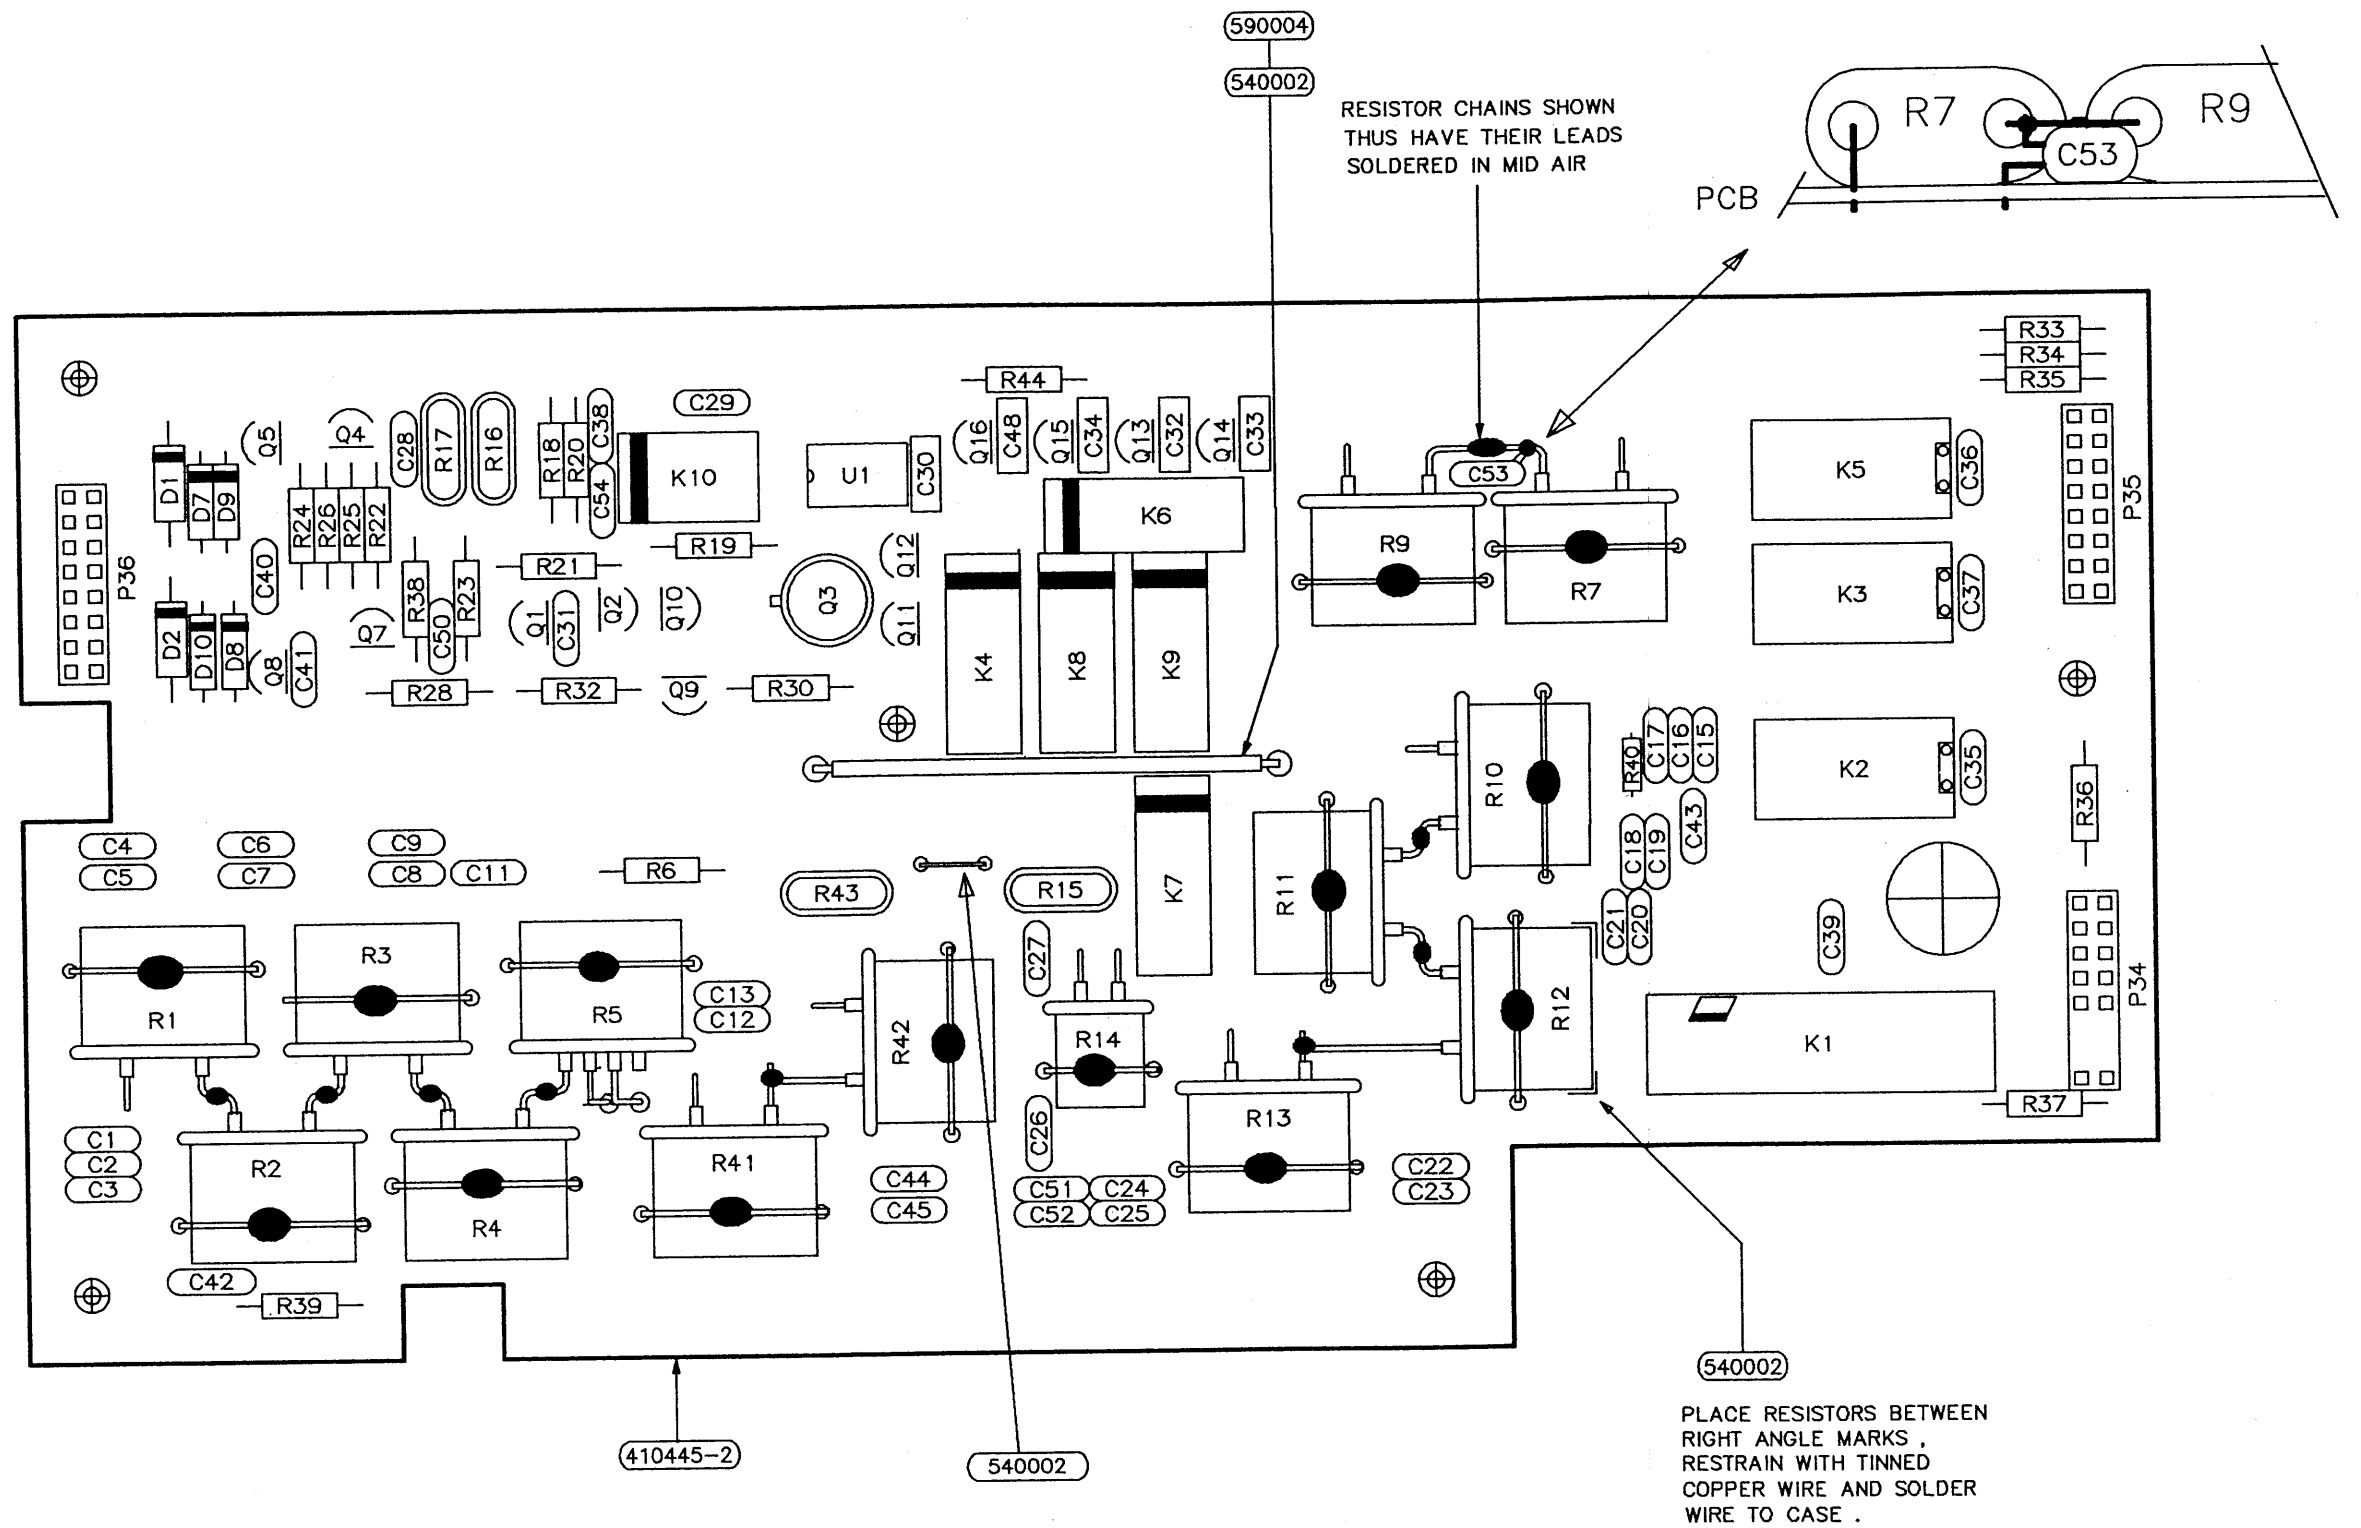 590004
540002
RESISTOR CHAINS SHOWN
THUS HAVE THEIR LEADS
SOLDERED IN MID AIR
R7
R9
C53
PCB
R33
R34
R35
R44
C29
Q5
Q4
C28
R17
R16
R18
R20
C38
C54
K10
U1
C30
Q16
C48
Q15
C34
Q13
C32
Q14
C33
C53
K5
C36
P35
D1
D7
D9
R24
R26
R25
R22
K6
R19
Q12
R9
R7
P36
C40
R21
R38
R23
C50
Q1
C31
Q2
Q10
Q3
Q11
K3
C37
D2
D10
D8
Q8
C41
Q7
K4
K8
K9
R28
R32
Q9
R30
R10
R40
C17
C16
C15
K2
C35
R36
C4
C5
C6
C7
C9
C8
C11
R6
R43
R15
K7
R11
C18
C19
C43
C21
C20
C39
R1
R3
R5
C13
C12
R42
C27
R14
R12
K1
P34
R37
C1
C2
C3
R2
R4
R41
C26
R13
C44
C45
C51
C24
C52
C25
C22
C23
C42
R39
410445-2
540002
540002
PLACE RESISTORS BETWEEN
RIGHT ANGLE MARKS ,
RESTRAIN WITH TINNED
COPPER WIRE AND SOLDER
WIRE TO CASE .